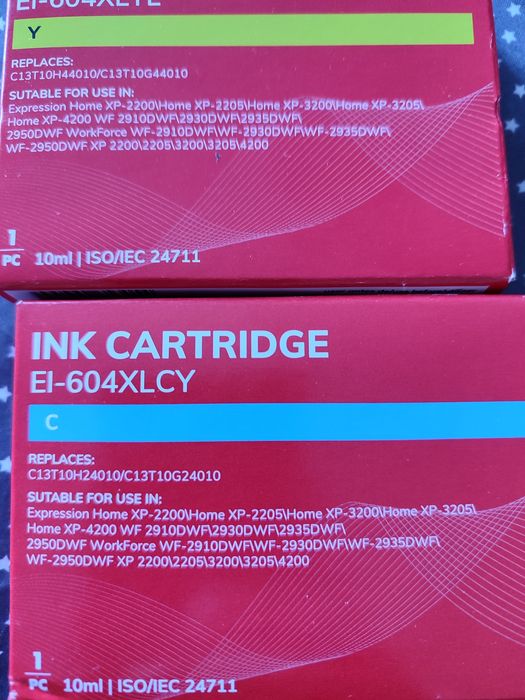 EI-604XLYE
Y
REPLACES:
C13T10H44010/C13T10G44010
SUTABLE FOR USE IN:
Expression Home XP-2200\Home XP-2205\Home XP-3200\Home XP-3205\
Home XP-4200 WF 2910DWF\2930DWF\2935DWF\
2950DWF WorkForce WF-2910DWF\WF-2930DWF\WF-2935DWF\
WF-2950DWF XP 2200\2205\3200\3205\4200
1
PC
10ml | ISO/IEC 24711
INK CARTRIDGE
EI-604XLCY
C
REPLACES:
C13T10H24010/C13T10G24010
SUTABLE FOR USE IN:
Expression Home XP-2200\Home XP-2205\Home XP-3200\Home XP-3205\
Home XP-4200 WF 2910DWF\2930DWF\2935DWF\
2950DWF WorkForce WF-2910DWF\WF-2930DWF\WF-2935DWF\
WF-2950DWF XP 2200\2205\3200\3205\4200
1
PC
10ml | ISO/IEC 24711